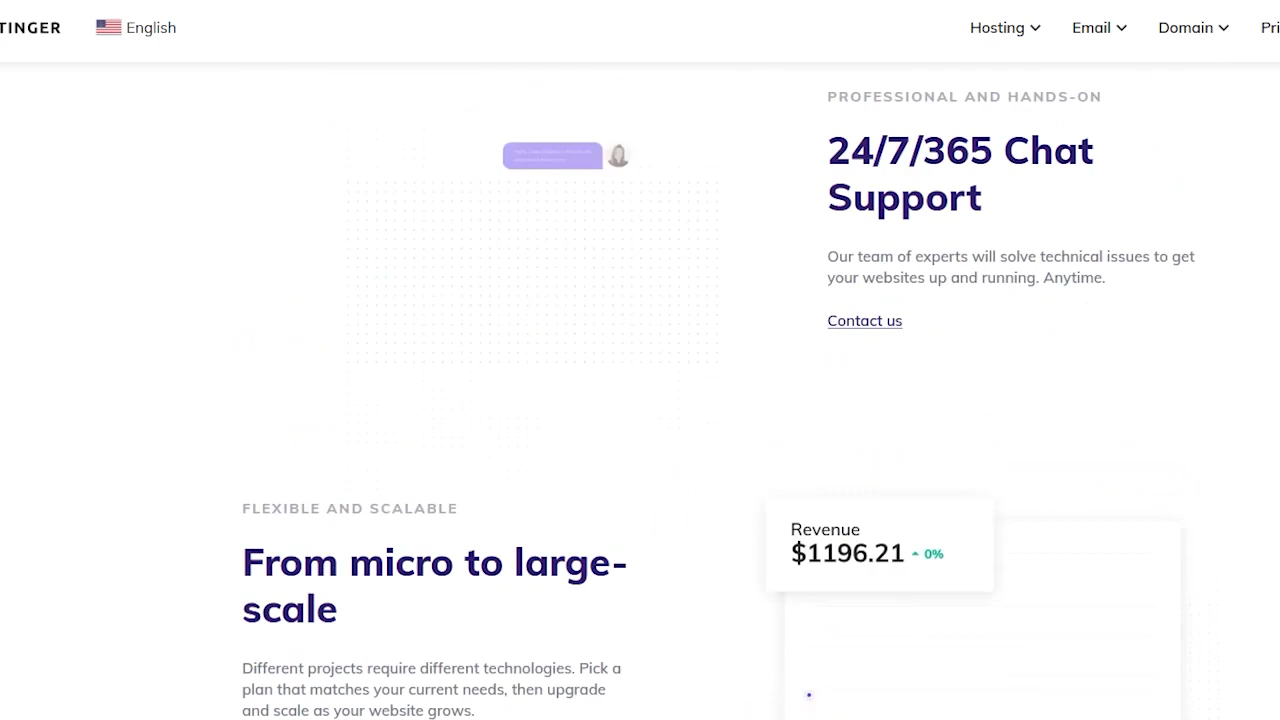 TINGER
English
Hosting
Email
Domain
Pri
PROFESSIONAL AND HANDS-ON
24/7/365 Chat
Support
Our team of experts will solve technical issues to get
your websites up and running. Anytime.
Contact us
FLEXIBLE AND SCALABLE
From micro to large-
scale
Different projects require different technologies. Pick a
plan that matches your current needs, then upgrade
and scale as your website grows.
Revenue
$1196.21 0%